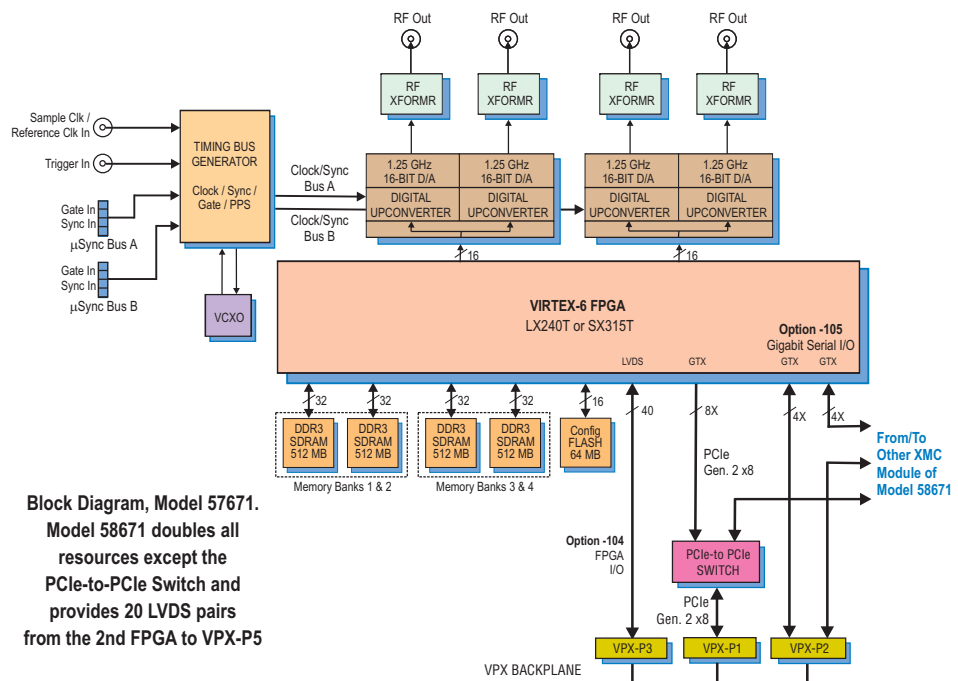 RF Out
RF Out
RF Out
RF Out
RF
XFORMR
RF
XFORMR
RF
XFORMR
RF
XFORMR
Sample Clk /
Reference Clk In
Trigger In
Gate In
Sync In
μSync Bus A
Gate In
Sync In
μSync Bus B
TIMING BUS
GENERATOR
Clock / Sync /
Gate / PPS
VCXO
Clock/Sync
Bus A
Clock/Sync
Bus B
1.25 GHz
16-BIT D/A
DIGITAL
UPCONVERTER
1.25 GHz
16-BIT D/A
DIGITAL
UPCONVERTER
1.25 GHz
16-BIT D/A
DIGITAL
UPCONVERTER
1.25 GHz
16-BIT D/A
DIGITAL
UPCONVERTER
16
16
VIRTEX-6 FPGA
LX240T or SX315T
Option -105
Gigabit Serial I/O
LVDS
GTX
GTX
GTX
32
32
32
32
16
40
8X
4X
4X
DDR3
SDRAM
512 MB
DDR3
SDRAM
512 MB
DDR3
SDRAM
512 MB
DDR3
SDRAM
512 MB
Config
FLASH
64 MB
Memory Banks 1 & 2
Memory Banks 3 & 4
PCIe
Gen. 2 x8
From/To
Other XMC
Module of
Model 58671
Block Diagram, Model 57671.
Model 58671 doubles all
resources except the
PCIe-to-PCIe Switch and
provides 20 LVDS pairs
from the 2nd FPGA to VPX-P5
Option -104
FPGA
I/O
PCIe-to PCIe
SWITCH
PCIe
Gen. 2 x8
VPX-P3
VPX-P1
VPX-P2
VPX BACKPLANE